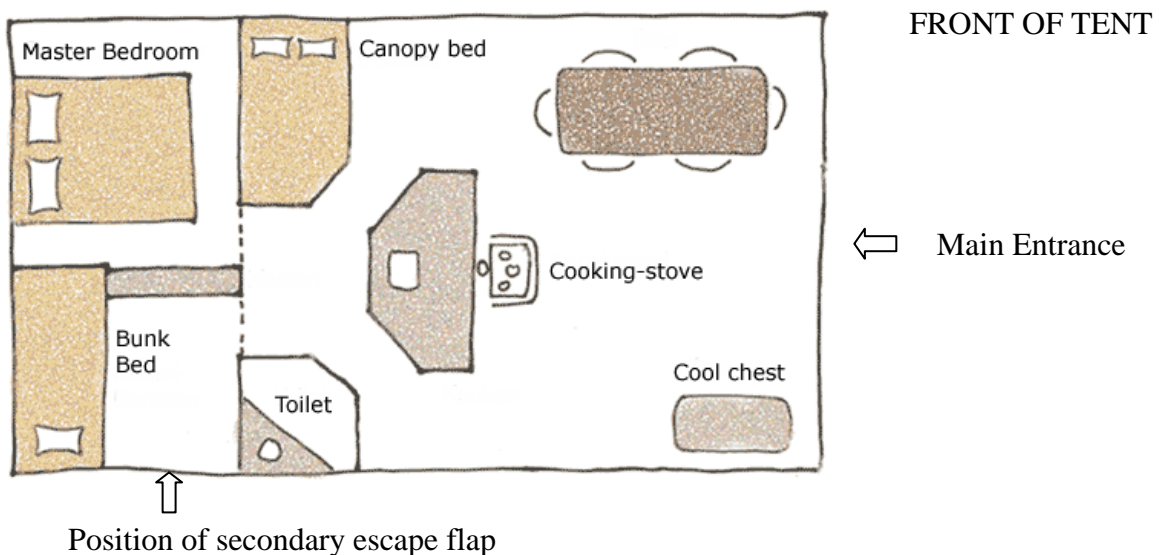 FRONT OF TENT
Master Bedroom
Canopy bed
Main Entrance
Cooking-stove
Bunk
Bed
Cool chest
Toilet
Position of secondary escape flap